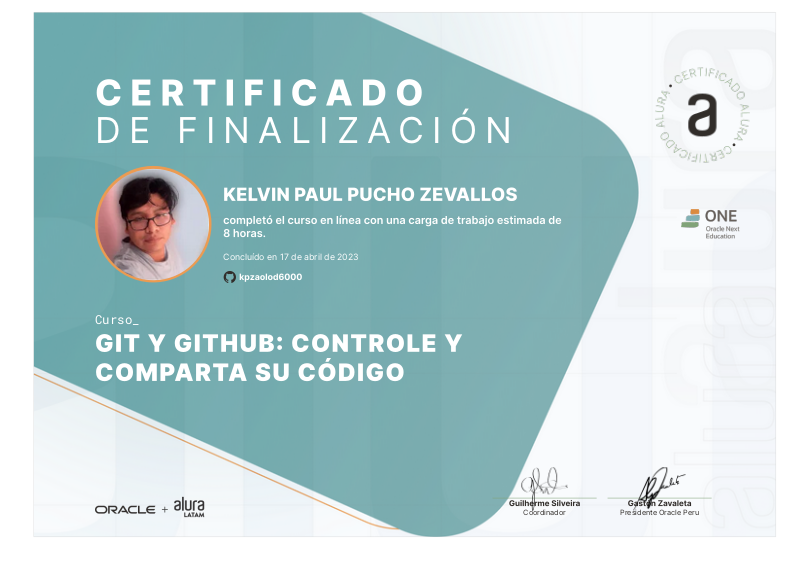 CERTIFICADO
DE FINALIZACIÓN
CERTIFICADO ALURA • CERTIFICADO ALURA •
a
KELVIN PAUL PUCHO ZEVALLOS
completó el curso en línea con una carga de trabajo estimada de
8 horas.
ONE
Oracle Next
Education
Concluído en 17 de abril de 2023
kpzaolod6000
Curso_
GIT Y GITHUB: CONTROLE Y
COMPARTA SU CÓDIGO
ORACLE + alura
LATAM
Guilherme Silveira
Coordinador
Gastón Zavaleta
Presidente Oracle Peru
alura